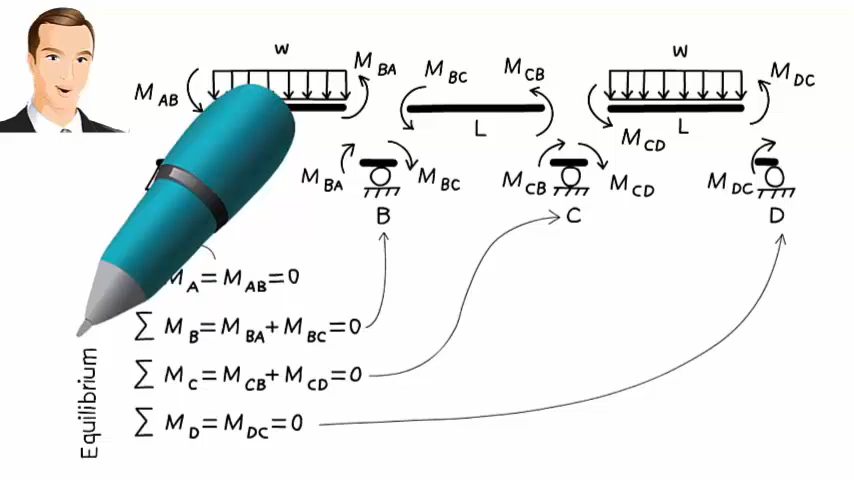 w
w
M AB
M BA
M BC
M CB
M CD
M DC
L
L
M BA
M BC
M CB
M CD
M DC
B
C
D
M A = M AB = 0
∑ M B = M BA + M BC = 0
∑ M C = M CB + M CD = 0
∑ M D = M DC = 0
Equilibrium